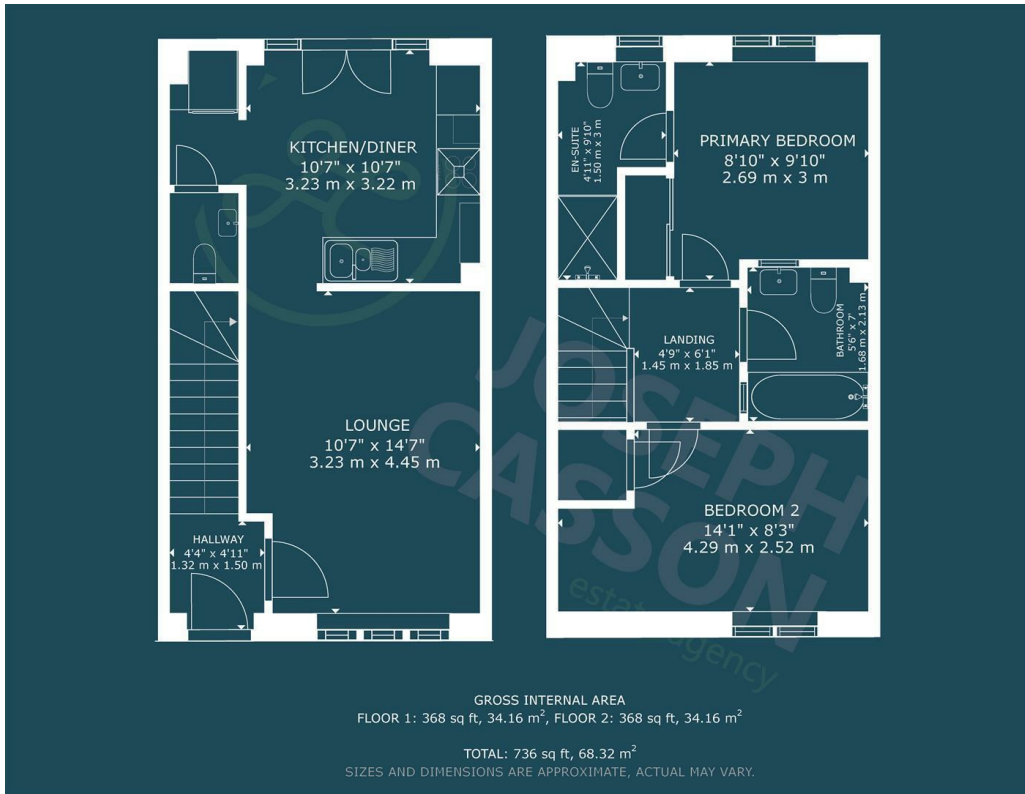 KITCHEN/DINER
10'7" x 10'7"
3.23 m x 3.22 m
LOUNGE
10'7" x 14'7"
3.23 m x 4.45 m
HALLWAY
4'4" x 4'11"
1.32 m x 1.50 m
EN-SUITE
4'11" x 9'10"
1.50 m x 3 m
PRIMARY BEDROOM
8'10" x 9'10"
2.69 m x 3 m
LANDING
4'9" x 6'1"
1.45 m x 1.85 m
BATHROOM
5'6" x 7'
1.68 m x 2.13 m
BEDROOM 2
14'1" x 8'3"
4.29 m x 2.52 m
JOSEPH
CASSON
estate agency
GROSS INTERNAL AREA
FLOOR 1: 368 sq ft, 34.16 m², FLOOR 2: 368 sq ft, 34.16 m²
TOTAL: 736 sq ft, 68.32 m²
SIZES AND DIMENSIONS ARE APPROXIMATE, ACTUAL MAY VARY.